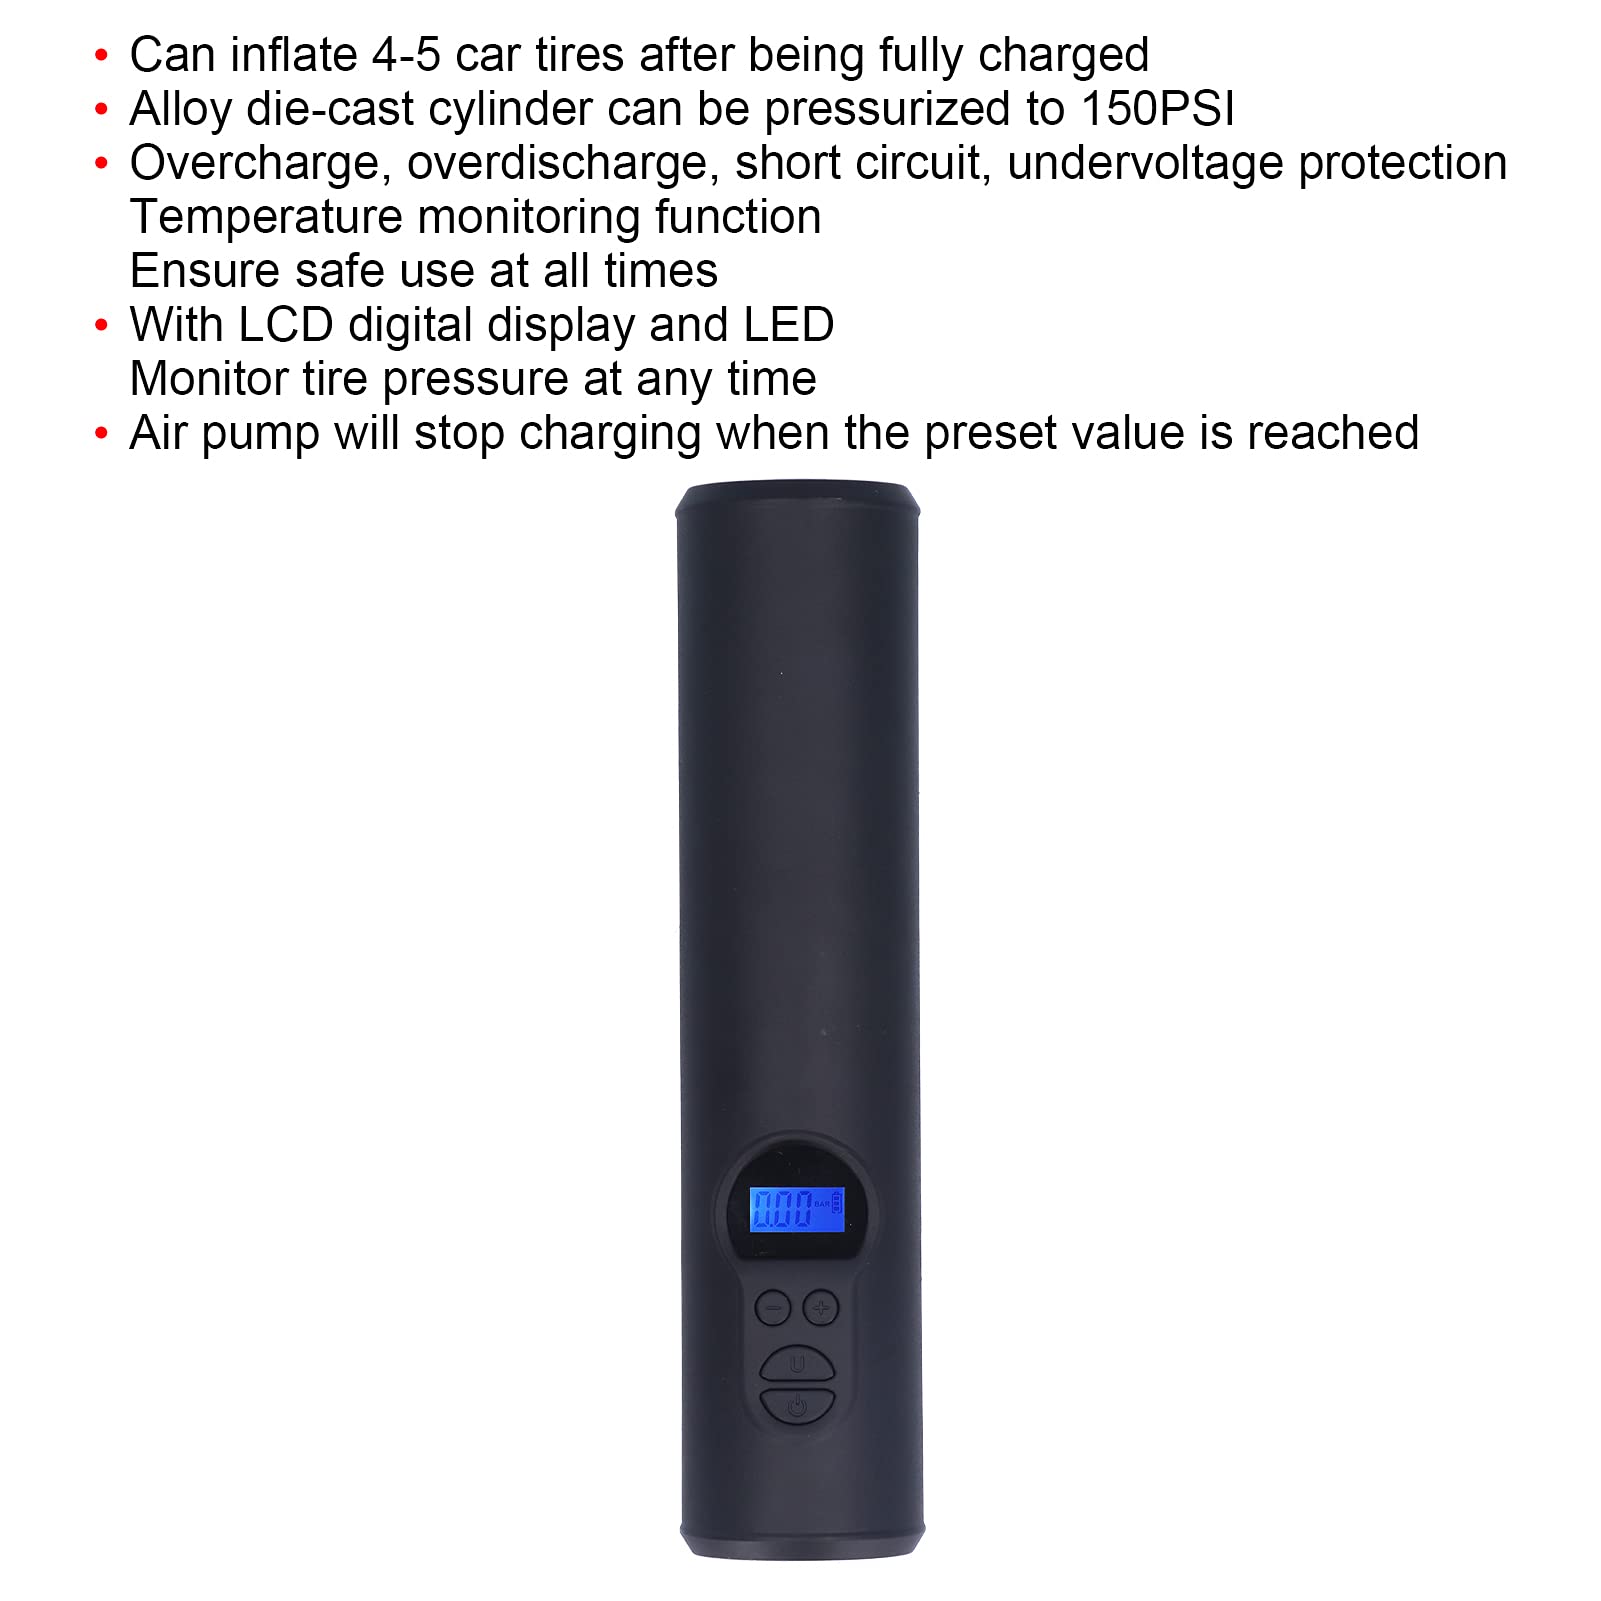 • Can inflate 4-5 car tires after being fully charged
• Alloy die-cast cylinder can be pressurized to 150PSI
• Overcharge, overdischarge, short circuit, undervoltage protection
Temperature monitoring function
Ensure safe use at all times
• With LCD digital display and LED
Monitor tire pressure at any time
• Air pump will stop charging when the preset value is reached
0.00 BAR
− +
U